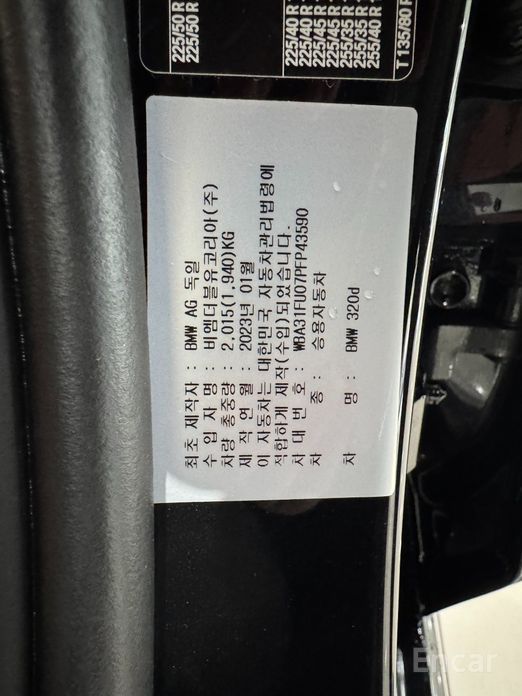 225/50 R
225/50 R
225/40 R
225/45 R
225/45 R
255/35 R
255/35 R
255/40 R
T 135/80 R
최초 제작자 : BMW AG 독일
수 입 자 명 : 비엠더블유코리아(주)
차량 총중량 : 2,015(1,940)KG
제 작 연 월 : 2023년 01월
이 자동차는 대한민국 자동차관리법령에
적합하게 제작(수입)되었습니다.
차 대 번 호 : WBA31FU07PFP43590
차 종 : 승용자동차
차 명 : BMW 320d
Encar